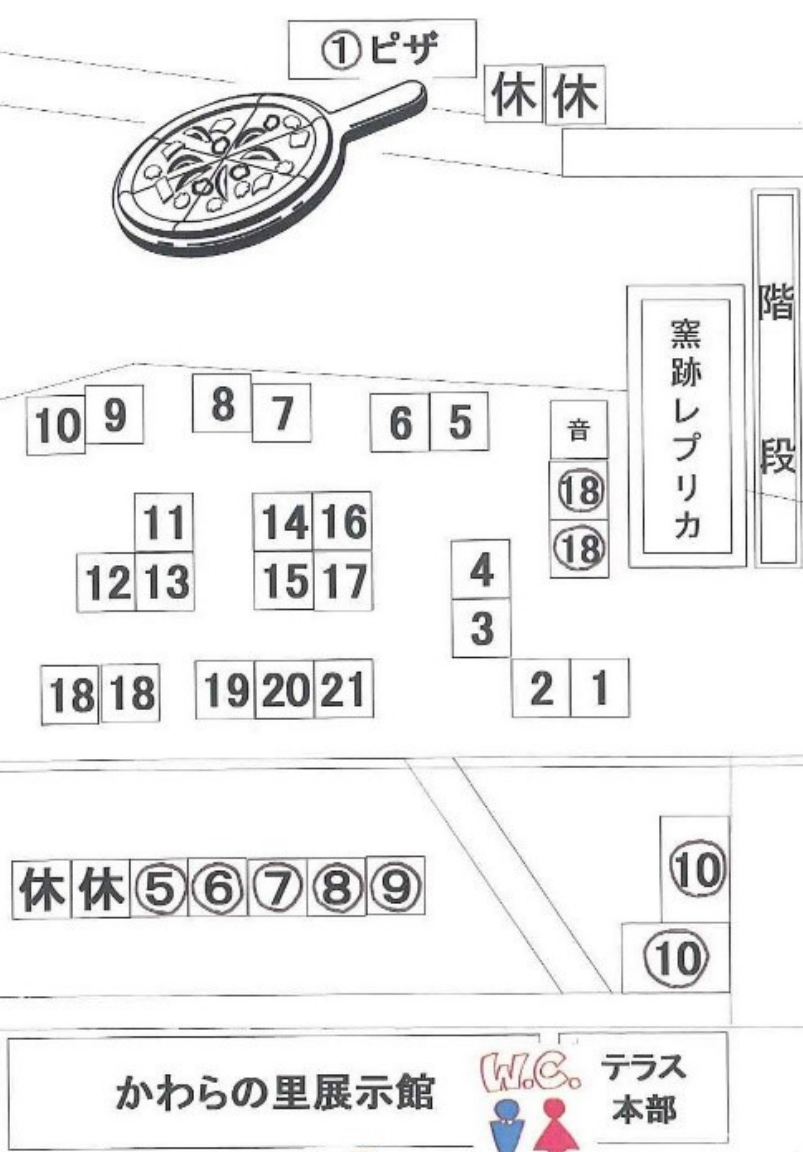 ①ピザ
休 休
階段
窯跡レプリカ
10 9
8 7
6 5
音
⑱
⑱
11
12 13
14 16
15 17
4
3
2 1
18 18
19 20 21
休 休 ⑤ ⑥ ⑦ ⑧ ⑨
⑩
⑩
かわらの里展示館
W.C.
テラス
本部